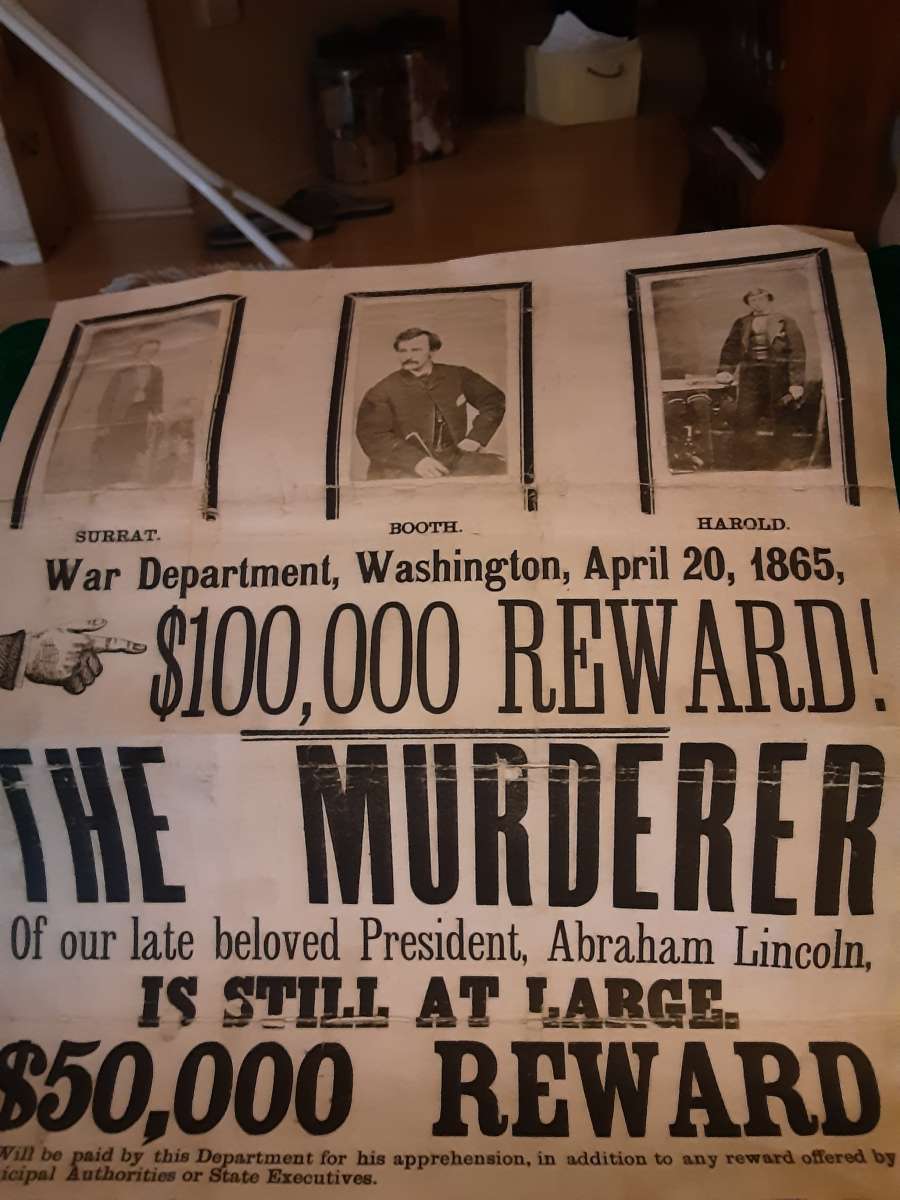 SURRAT.
BOOTH.
HAROLD.
War Department, Washington, April 20, 1865,
$100,000 REWARD!
THE MURDERER
Of our late beloved President, Abraham Lincoln,
IS STILL AT LARGE.
$50,000 REWARD
Will be paid by this Department for his apprehension, in addition to any reward offered by
icipal Authorities or State Executives.